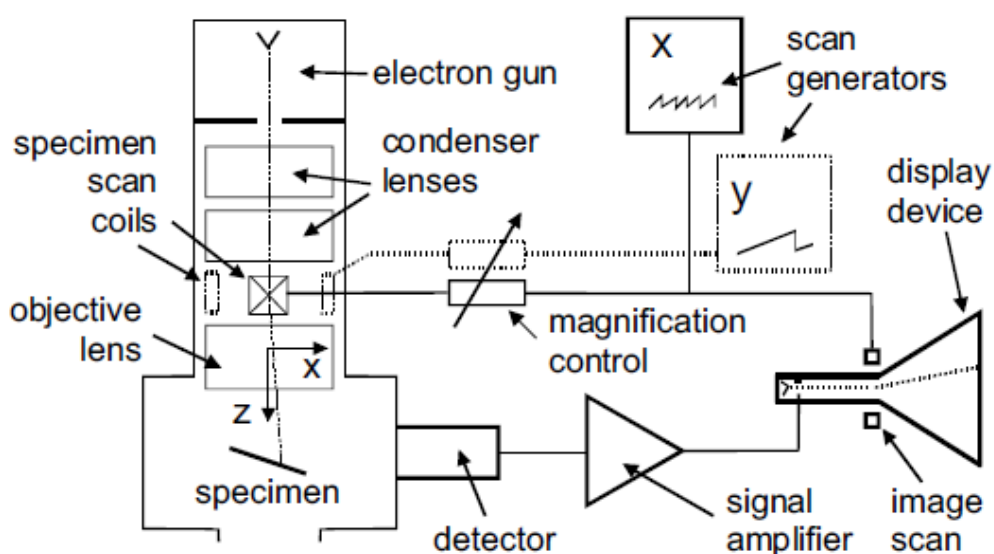 electron gun
specimen
scan
coils
condenser
lenses
objective
lens
x
z
specimen
x
scan
generators
y
display
device
magnification
control
detector
signal
amplifier
image
scan